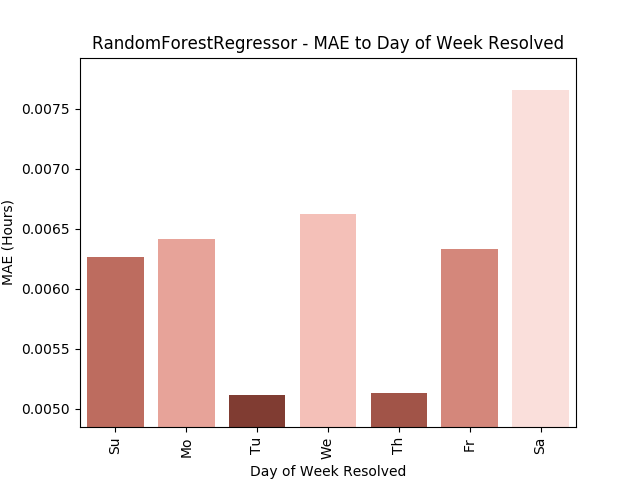 RandomForestRegressor - MAE to Day of Week Resolved
MAE (Hours)
0.0075
0.0070
0.0065
0.0060
0.0055
0.0050
Su
Mo
Tu
We
Th
Fr
Sa
Day of Week Resolved